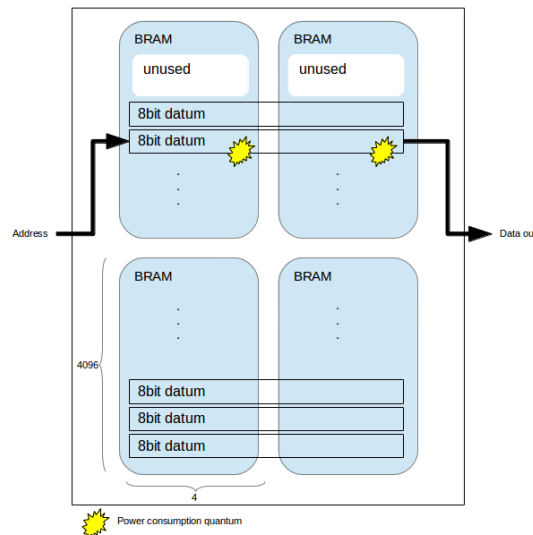 BRAM
BRAM
unused
unused
8bit datum
8bit datum
.
.
.
.
.
.
Address
Data ou
BRAM
BRAM
.
.
.
.
.
.
4096
8bit datum
8bit datum
8bit datum
4
Power consumption quantum